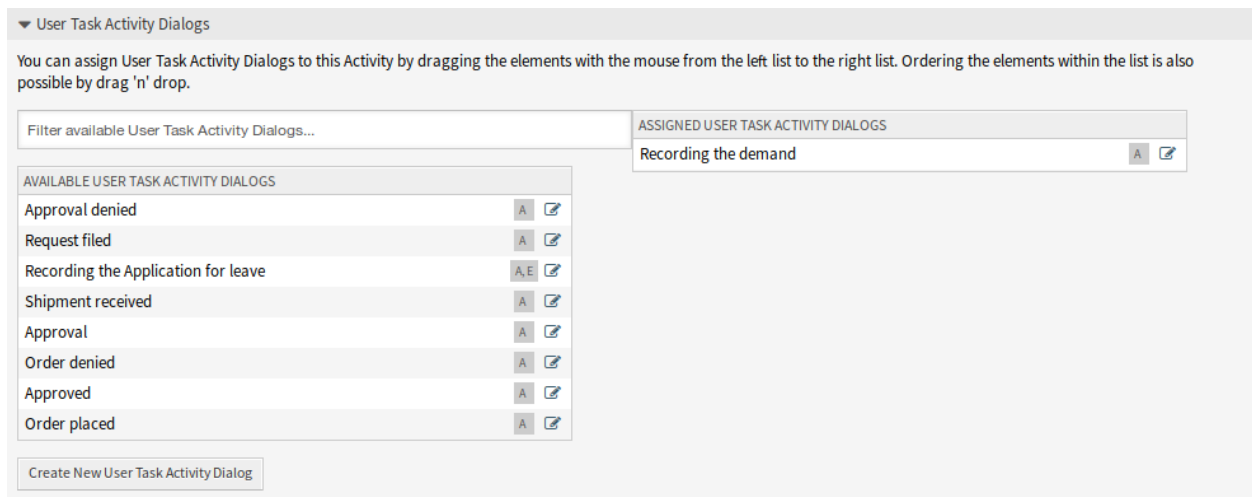 User Task Activity Dialogs
You can assign User Task Activity Dialogs to this Activity by dragging the elements with the mouse from the left list to the right list. Ordering the elements within the list is also
possible by drag 'n' drop.
Filter available User Task Activity Dialogs...
AVAILABLE USER TASK ACTIVITY DIALOGS
Approval denied A
Request filed A
Recording the Application for leave A, E
Shipment received A
Approval A
Order denied A
Approved A
Order placed A
Create New User Task Activity Dialog
ASSIGNED USER TASK ACTIVITY DIALOGS
Recording the demand A